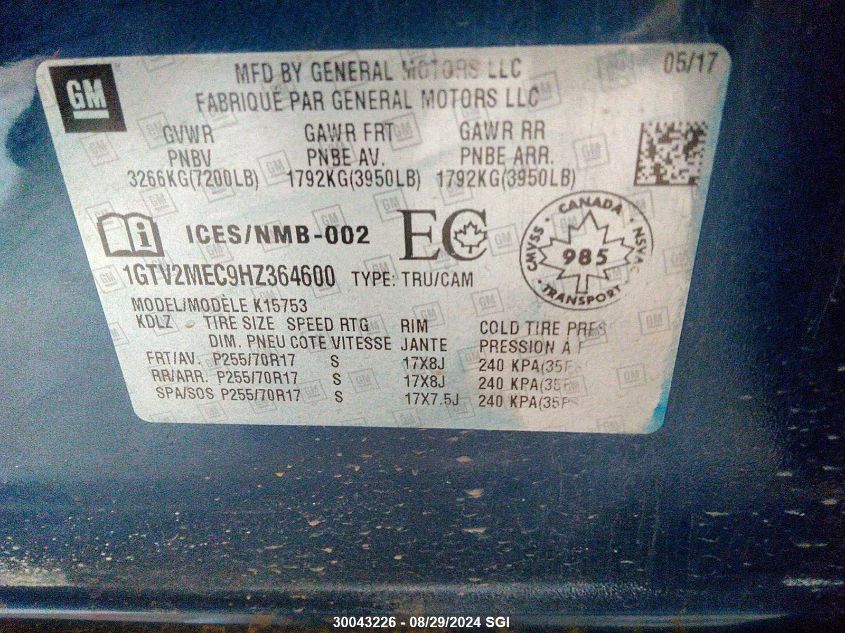 GM
MFD BY GENERAL MOTORS LLC 05/17
FABRIQUÉ PAR GENERAL MOTORS LLC
GVWR GAWR FRT GAWR RR
PNBV PNBE AV. PNBE ARR.
3266KG(7200LB) 1792KG(3950LB) 1792KG(3950LB)
i ICES/NMB-002 EC
CANADA
CMVSS 985 NSVAC
TRANSPORT
1GTV2MEC9HZ364600 TYPE: TRU/CAM
MODEL/MODÈLE K15753
KDLZ TIRE SIZE SPEED RTG RIM COLD TIRE PRES
DIM. PNEU COTE VITESSE JANTE PRESSION À F
FRT/AV. P255/70R17 S 17X8J 240 KPA(35P
RR/ARR. P255/70R17 S 17X8J 240 KPA(35P
SPA/SOS P255/70R17 S 17X7.5J 240 KPA(35P
30043226 - 08/29/2024 SGI